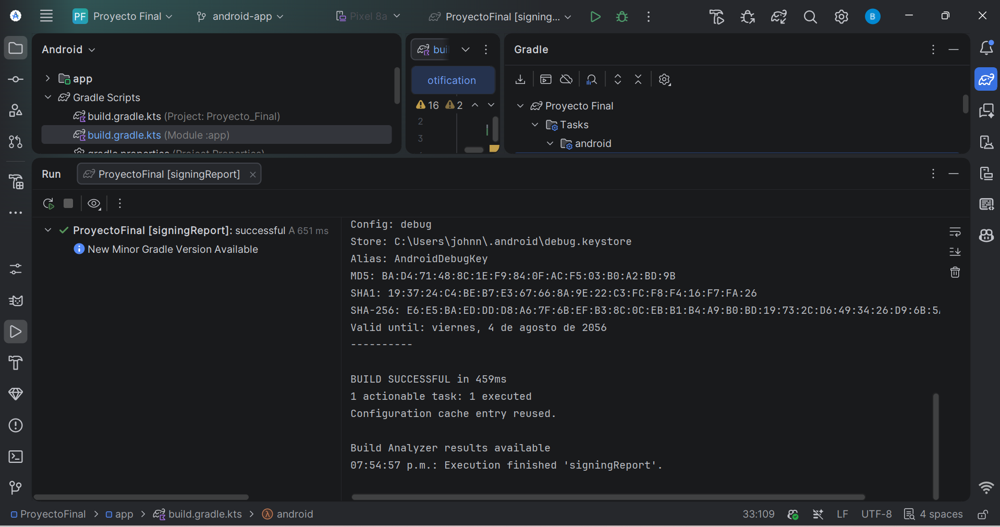 PF Proyecto Final android-app Pixel 8a ProyectoFinal [signing... B
Android
app
Gradle Scripts
build.gradle.kts (Project: Proyecto_Final)
build.gradle.kts (Module :app)
gradle.properties (Project Properties)
bui
otification
16 2
2
3
Gradle
Proyecto Final
Tasks
android
Run ProyectoFinal [signingReport]
ProyectoFinal [signingReport]: successful A 651 ms
New Minor Gradle Version Available
Config: debug
Store: C:\Users\johnn\.android\debug.keystore
Alias: AndroidDebugKey
MD5: BA:D4:71:48:8C:1E:F9:84:0F:AC:F5:03:B0:A2:BD:9B
SHA1: 19:37:24:C4:BE:B7:E3:67:66:8A:9E:22:C3:FC:F8:F4:16:F7:FA:26
SHA-256: E6:E5:BA:ED:DD:D8:A6:7F:6B:EF:B3:8C:0C:EB:B1:B4:A9:B0:BD:19:73:2C:D6:49:34:26:D9:6B:5
Valid until: viernes, 4 de agosto de 2056
----------
BUILD SUCCESSFUL in 459ms
1 actionable task: 1 executed
Configuration cache entry reused.
Build Analyzer results available
07:54:57 p.m.: Execution finished 'signingReport'.
ProyectoFinal > app > build.gradle.kts > android
33:109 LF UTF-8 4 spaces